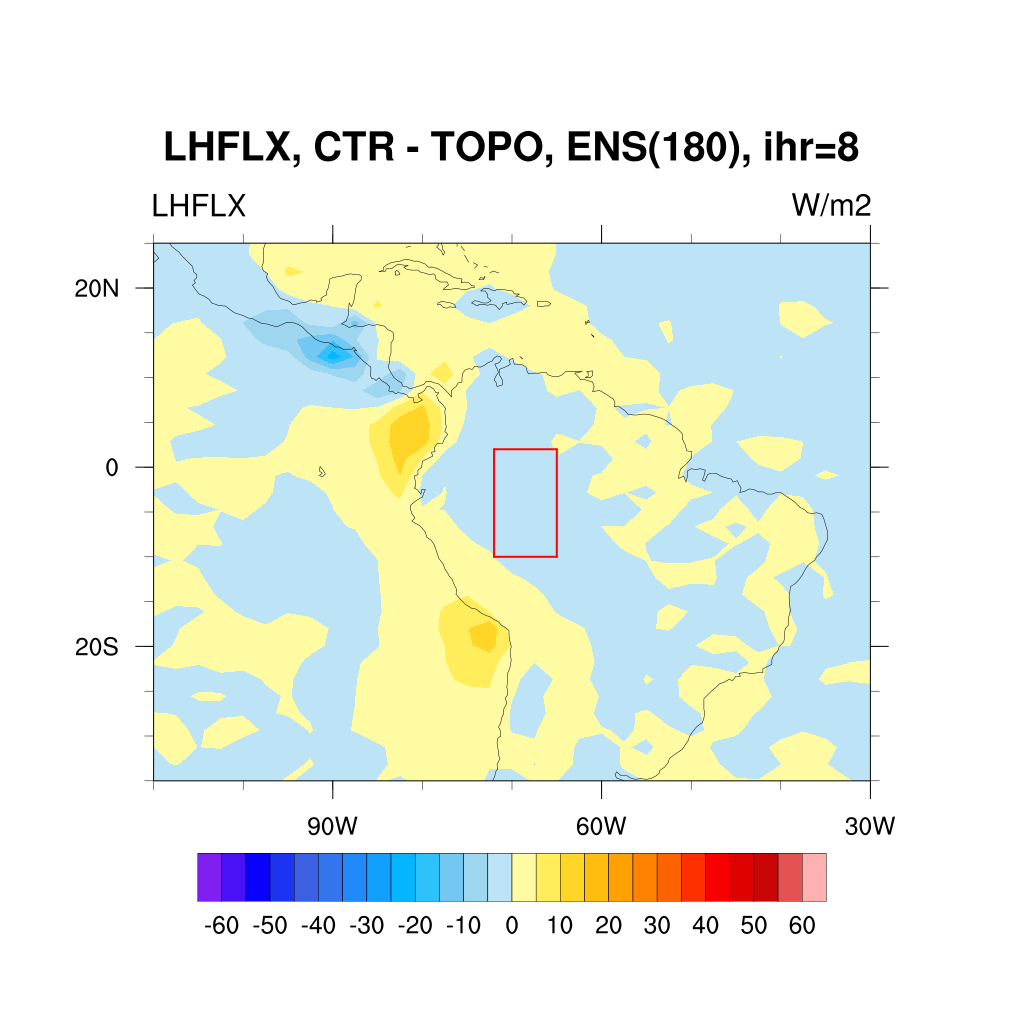 LHFLX, CTR - TOPO, ENS(180), ihr=8
LHFLX W/m2
20N
0
20S
90W 60W 30W
-60 -50 -40 -30 -20 -10 0 10 20 30 40 50 60